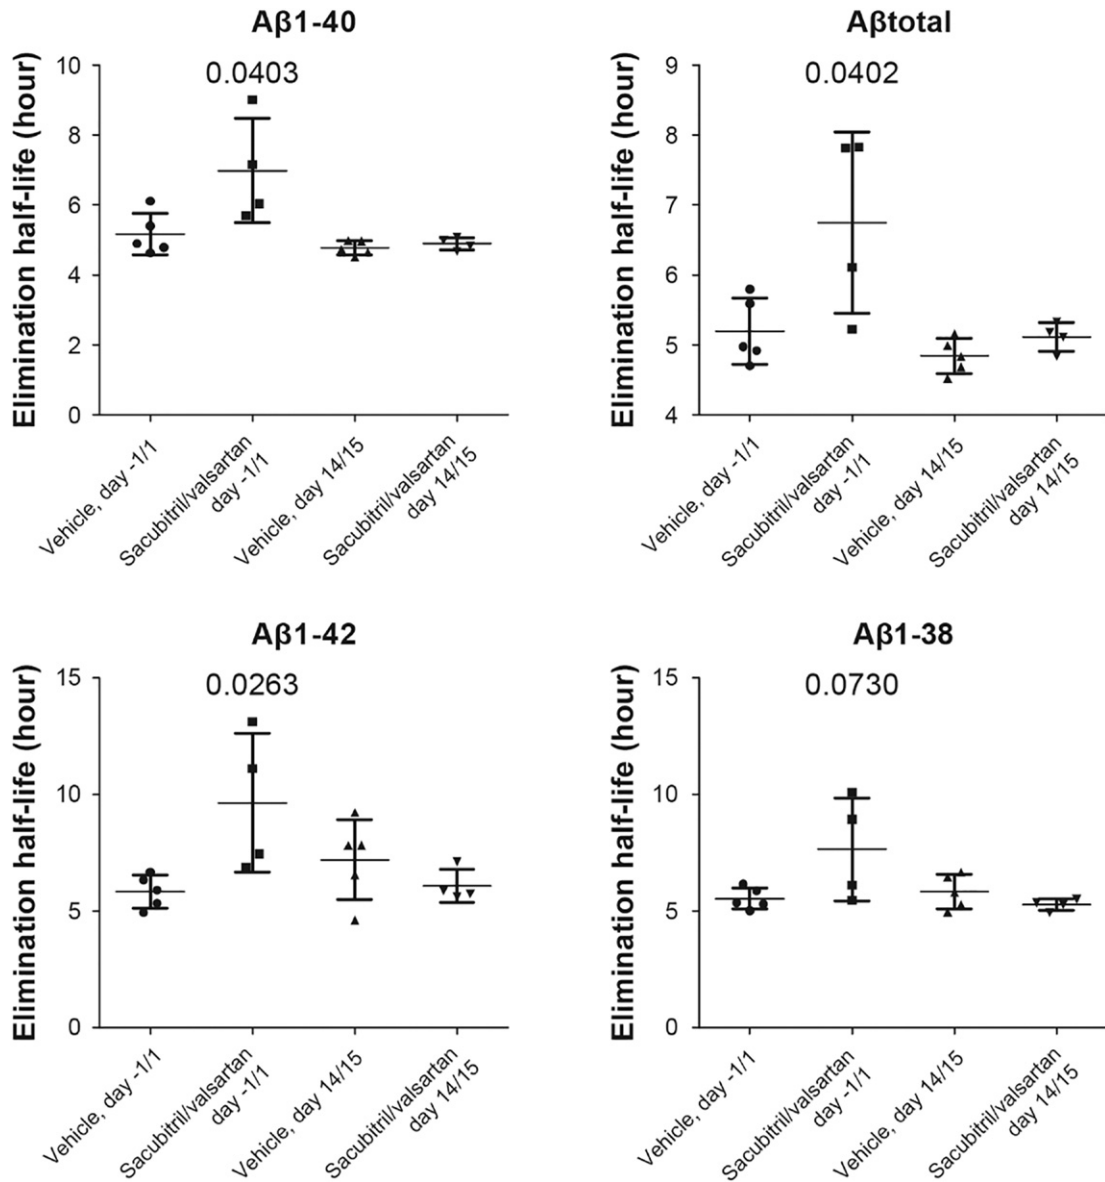 Aβ1-40
Elimination half-life (hour)
10
8
6
4
2
0
0.0403
Vehicle, day -1/1
Sacubitril/valsartan
day -1/1
Vehicle, day 14/15
Sacubitril/valsartan
day 14/15
Aβtotal
Elimination half-life (hour)
9
8
7
6
5
4
0.0402
Vehicle, day -1/1
Sacubitril/valsartan
day -1/1
Vehicle, day 14/15
Sacubitril/valsartan
day 14/15
Aβ1-42
Elimination half-life (hour)
15
10
5
0
0.0263
Vehicle, day -1/1
Sacubitril/valsartan
day -1/1
Vehicle, day 14/15
Sacubitril/valsartan
day 14/15
Aβ1-38
Elimination half-life (hour)
15
10
5
0
0.0730
Vehicle, day -1/1
Sacubitril/valsartan
day -1/1
Vehicle, day 14/15
Sacubitril/valsartan
day 14/15